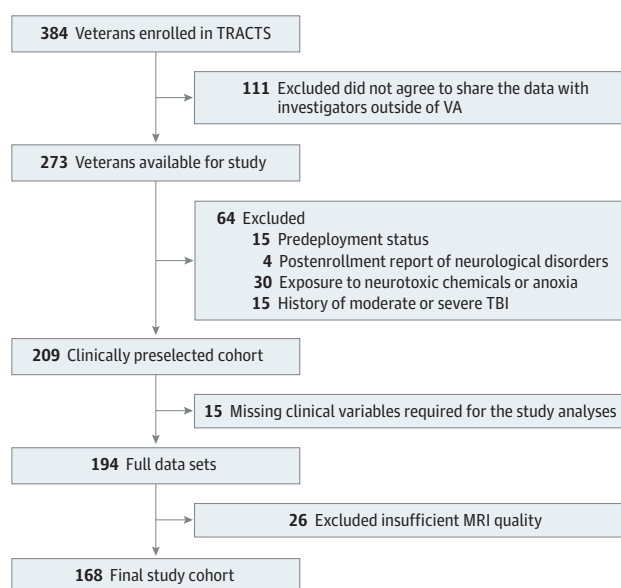 384 Veterans enrolled in TRACTS
111 Excluded did not agree to share the data with
investigators outside of VA
273 Veterans available for study
64 Excluded
15 Predeployment status
4 Postenrollment report of neurological disorders
30 Exposure to neurotoxic chemicals or anoxia
15 History of moderate or severe TBI
209 Clinically preselected cohort
15 Missing clinical variables required for the study analyses
194 Full data sets
26 Excluded insufficient MRI quality
168 Final study cohort